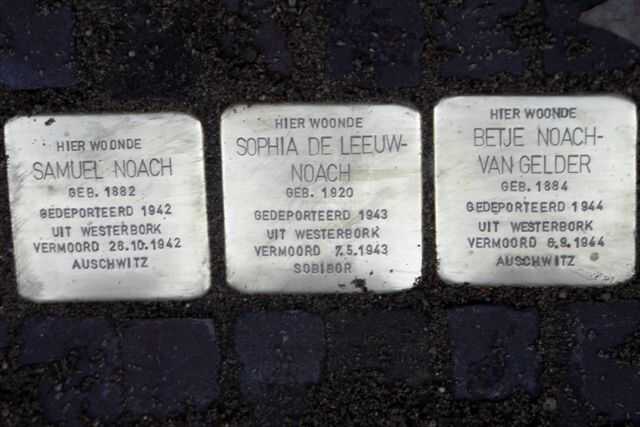 HIER WOONDE
SAMUEL NOACH
GEB. 1882
GEDEPORTEERD 1942
UIT WESTERBORK
VERMOORD 26.10.1942
AUSCHWITZ
HIER WOONDE
SOPHIA DE LEEUW-
NOACH
GEB. 1920
GEDEPORTEERD 1943
UIT WESTERBORK
VERMOORD 7.5.1943
SOBIBOR
HIER WOONDE
BETJE NOACH-
VAN GELDER
GEB. 1884
GEDEPORTEERD 1944
UIT WESTERBORK
VERMOORD 6.9.1944
AUSCHWITZ